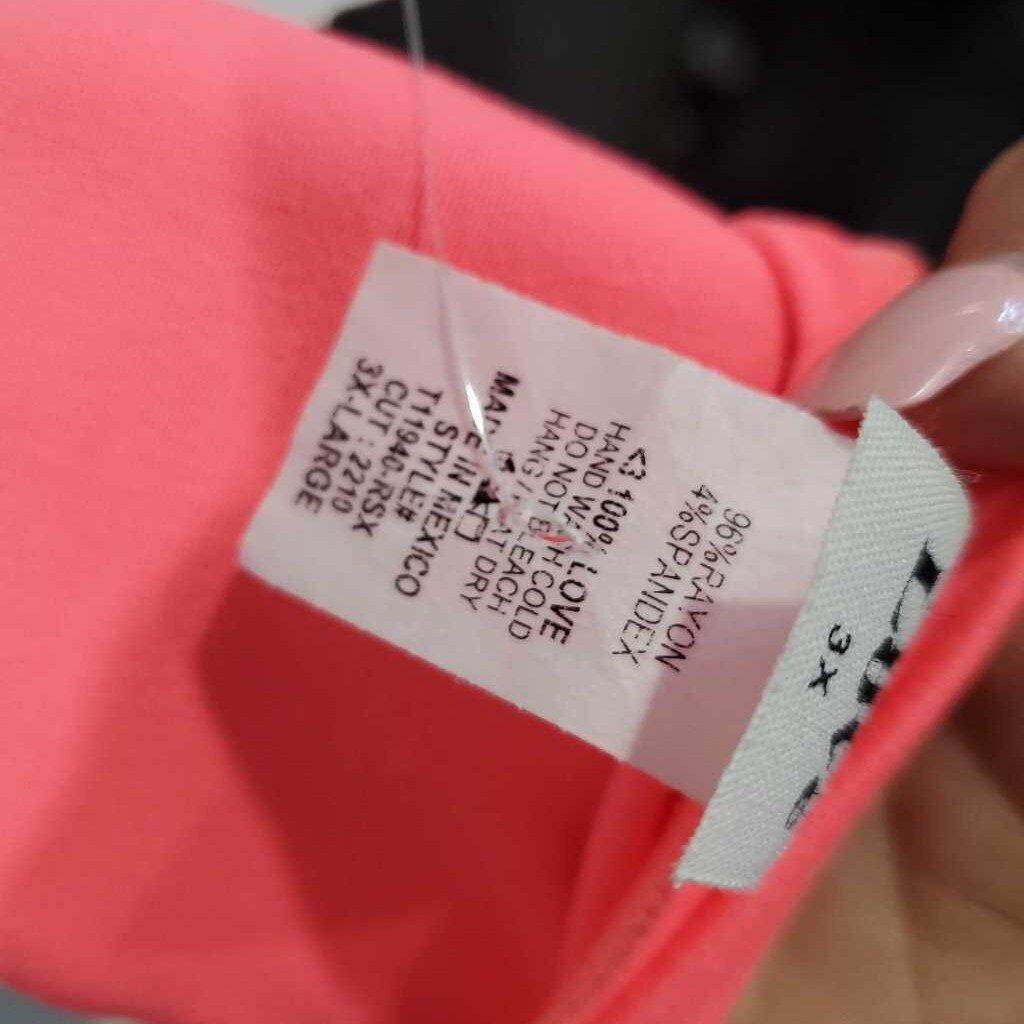 3X
96%RAYON
4%SPANDEX
<3 100% LOVE
HAND WASH COLD
DO NOT BLEACH
HANG / FLAT DRY
MADE IN MEXICO
STYLE#
T11940-RSX
CUT : 2210
3X-LARGE